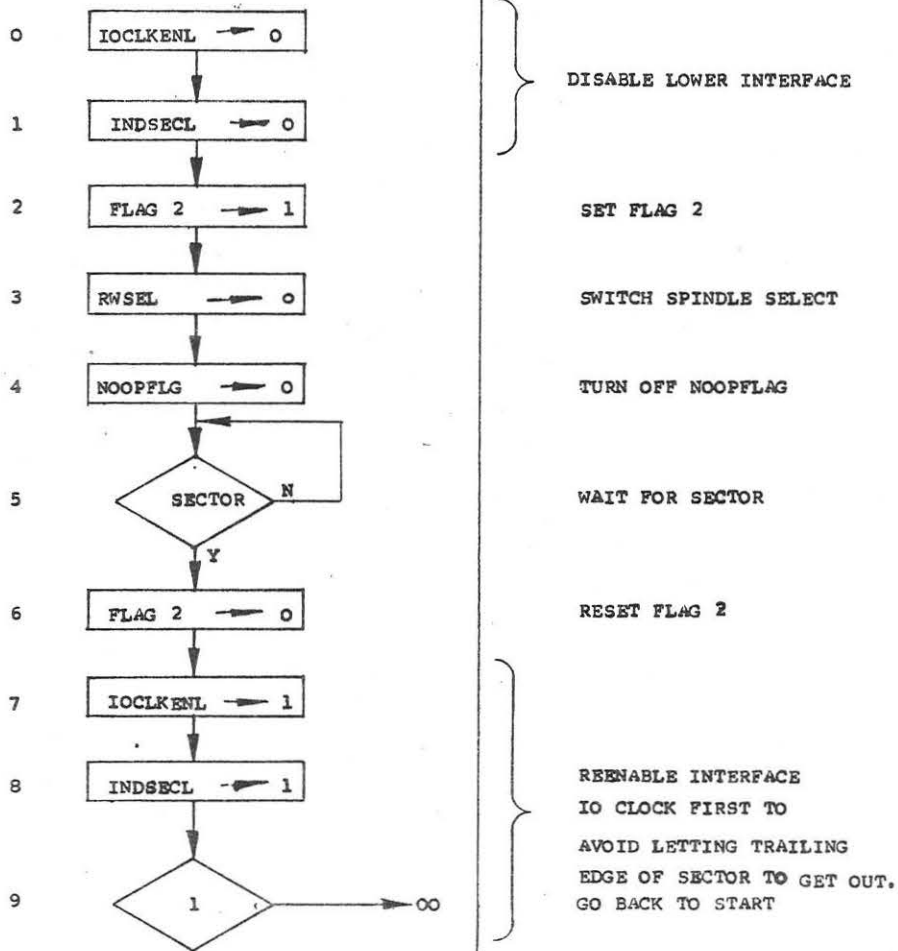 0 IOCLKENL → 0
DISABLE LOWER INTERFACE
1 INDSECL → 0
2 FLAG 2 → 1 SET FLAG 2
3 RWSEL → 0 SWITCH SPINDLE SELECT
4 NOOPFLG → 0 TURN OFF NOOPFLAG
5 SECTOR N WAIT FOR SECTOR
Y
6 FLAG 2 → 0 RESET FLAG 2
7 IOCLKENL → 1
8 INDSECL → 1 REENABLE INTERFACE
IO CLOCK FIRST TO
AVOID LETTING TRAILING
EDGE OF SECTOR TO GET OUT.
9 1 → ∞ GO BACK TO START